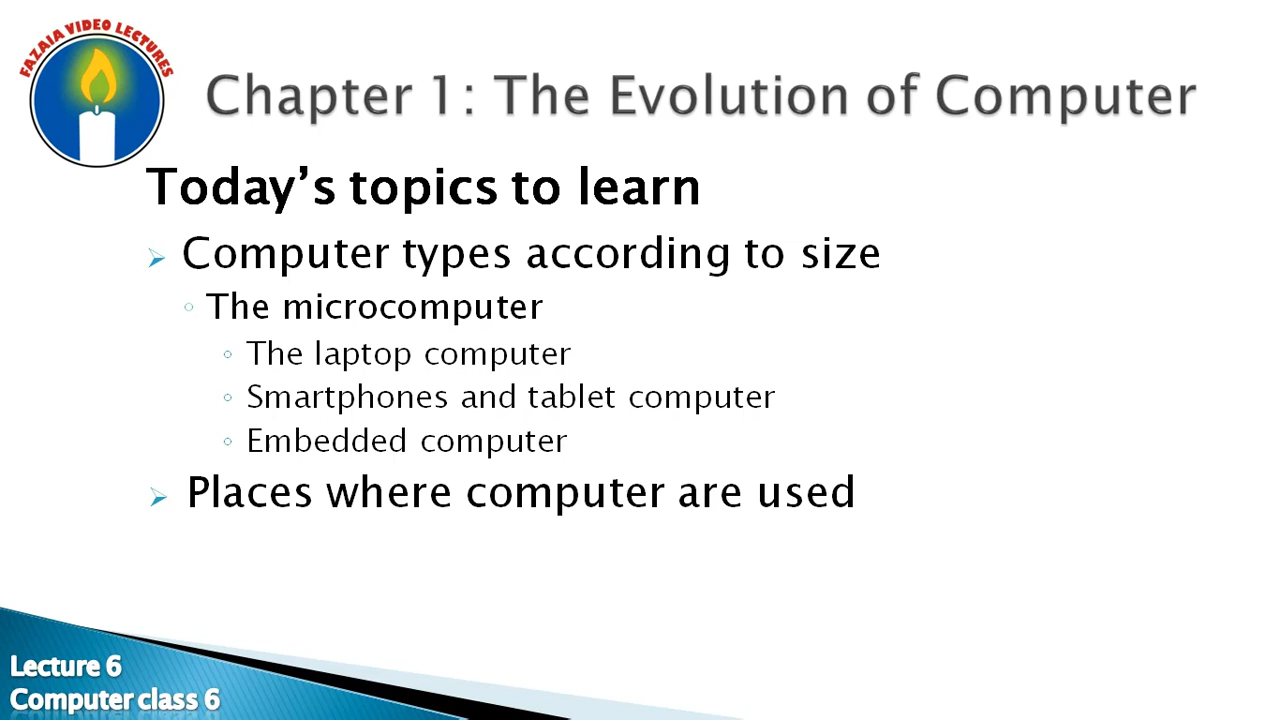 FAZAIA VIDEO LECTURES
Chapter 1: The Evolution of Computer
Today’s topics to learn
Computer types according to size
The microcomputer
The laptop computer
Smartphones and tablet computer
Embedded computer
Places where computer are used
Lecture 6
Computer class 6